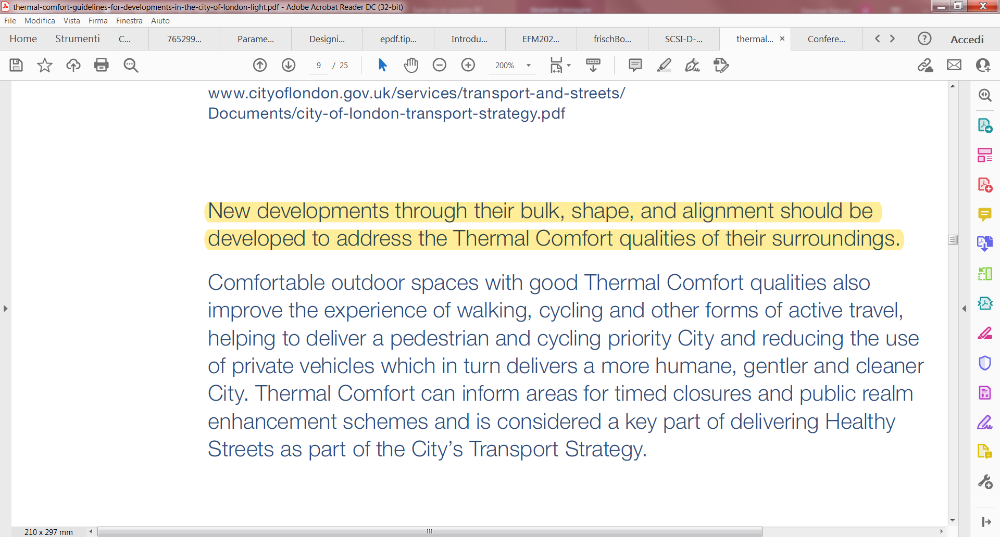 thermal-comfort-guidelines-for-developments-in-the-city-of-london-light.pdf - Adobe Acrobat Reader DC (32-bit)
File Modifica Vista Firma Finestra Aiuto
Home Strumenti C... 765299... Parame... Designi... epdf.tip... Introdu... EFM202... frischBo... SCSI-D-... thermal... Confere... Accedi
9 / 25 200%
www.cityoflondon.gov.uk/services/transport-and-streets/
Documents/city-of-london-transport-strategy.pdf
New developments through their bulk, shape, and alignment should be
developed to address the Thermal Comfort qualities of their surroundings.
Comfortable outdoor spaces with good Thermal Comfort qualities also
improve the experience of walking, cycling and other forms of active travel,
helping to deliver a pedestrian and cycling priority City and reducing the use
of private vehicles which in turn delivers a more humane, gentler and cleaner
City. Thermal Comfort can inform areas for timed closures and public realm
enhancement schemes and is considered a key part of delivering Healthy
Streets as part of the City’s Transport Strategy.
210 x 297 mm